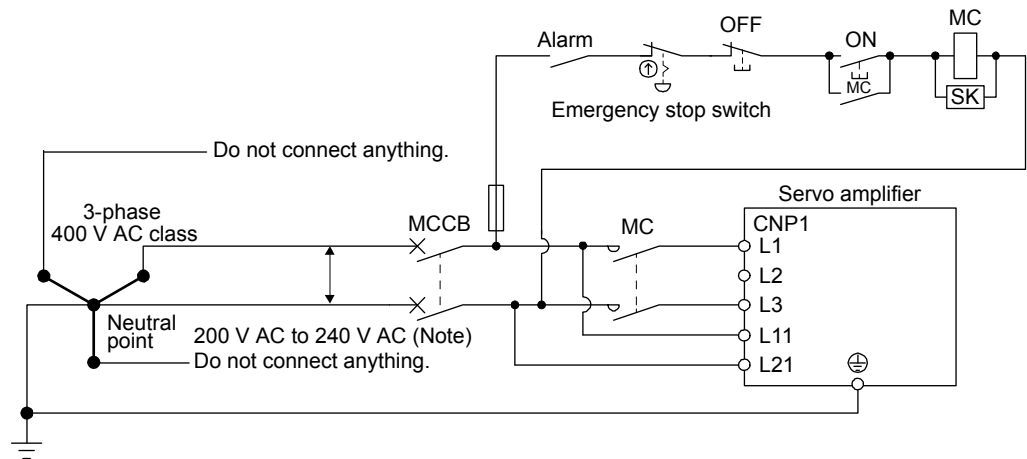 Alarm
OFF
ON
MC
MC
SK
Emergency stop switch
Do not connect anything.
3-phase
400 V AC class
MCCB
MC
Servo amplifier
CNP1
L1
L2
L3
L11
L21
Neutral
point
200 V AC to 240 V AC (Note)
Do not connect anything.